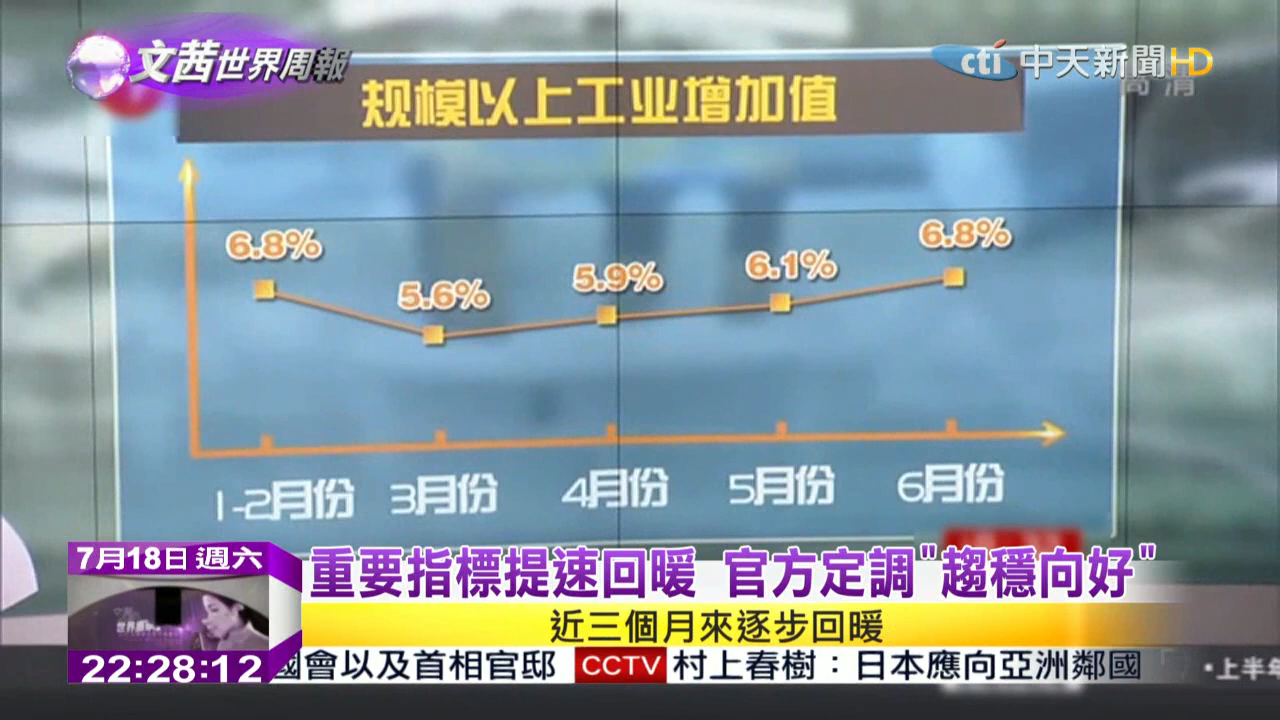 文茜世界周報
cti 中天新聞HD
高清
规模以上工业增加值
6.8%
5.6%
5.9%
6.1%
6.8%
1-2月份
3月份
4月份
5月份
6月份
7月18日 週六
重要指標提速回暖 官方定調"趨穩向好"
近三個月來逐步回暖
22:28:12
國會以及首相官邸 CCTV 村上春樹：日本應向亞洲鄰國
•上半年